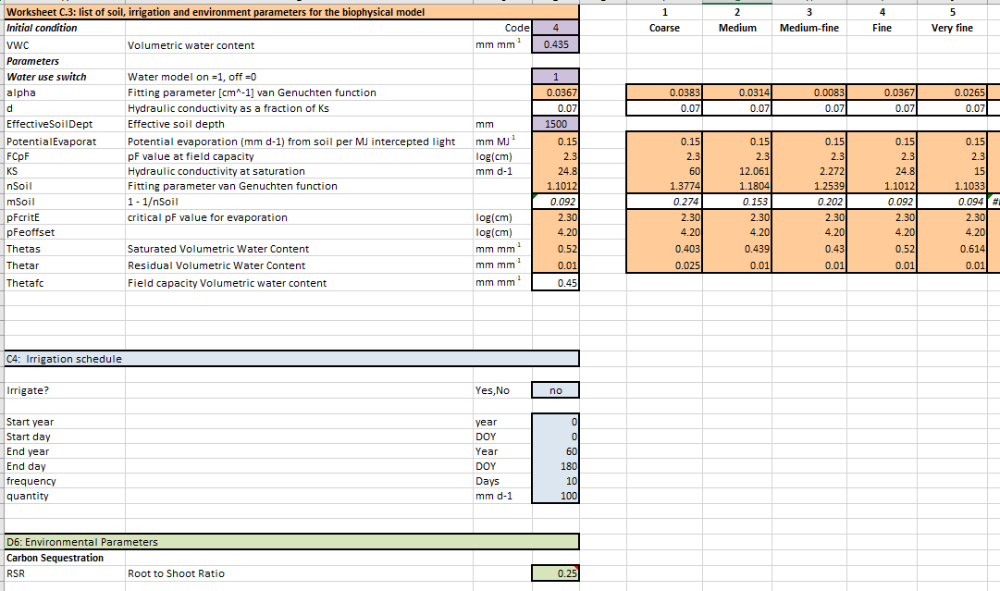 Worksheet C.3: list of soil, irrigation and environment parameters for the biophysical model 1 2 3 4 5
Initial condition Code 4 Coarse Medium Medium-fine Fine Very fine
VWC Volumetric water content mm mm 1 0.435
Parameters
Water use switch Water model on =1, off =0 1
alpha Fitting parameter [cm^-1] van Genuchten function 0.0367 0.0383 0.0314 0.0083 0.0367 0.0265
d Hydraulic conductivity as a fraction of Ks 0.07 0.07 0.07 0.07 0.07 0.07
EffectiveSoilDept Effective soil depth mm 1500
PotentialEvaporat Potential evaporation (mm d-1) from soil per MJ intercepted light mm MJ 1 0.15 0.15 0.15 0.15 0.15 0.15
FCpF pF value at field capacity log(cm) 2.3 2.3 2.3 2.3 2.3 2.3
KS Hydraulic conductivity at saturation mm d-1 24.8 60 12.061 2.272 24.8 15
nSoil Fitting parameter van Genuchten function 1.1012 1.3774 1.1804 1.2539 1.1012 1.1033
mSoil 1 - 1/nSoil 0.092 0.274 0.153 0.202 0.092 0.094
pFcritE critical pF value for evaporation log(cm) 2.30 2.30 2.30 2.30 2.30 2.30
pFeoffset log(cm) 4.20 4.20 4.20 4.20 4.20 4.20
Thetas Saturated Volumetric Water Content mm mm 1 0.52 0.403 0.439 0.43 0.52 0.614
Thetar Residual Volumetric Water Content mm mm 1 0.01 0.025 0.01 0.01 0.01 0.01
Thetafc Field capacity Volumetric water content mm mm 1 0.45
C4: Irrigation schedule
Irrigate? Yes,No no
Start year year 0
Start day DOY 0
End year Year 60
End day DOY 180
frequency Days 10
quantity mm d-1 100
D6: Environmental Parameters
Carbon Sequestration
RSR Root to Shoot Ratio 0.25